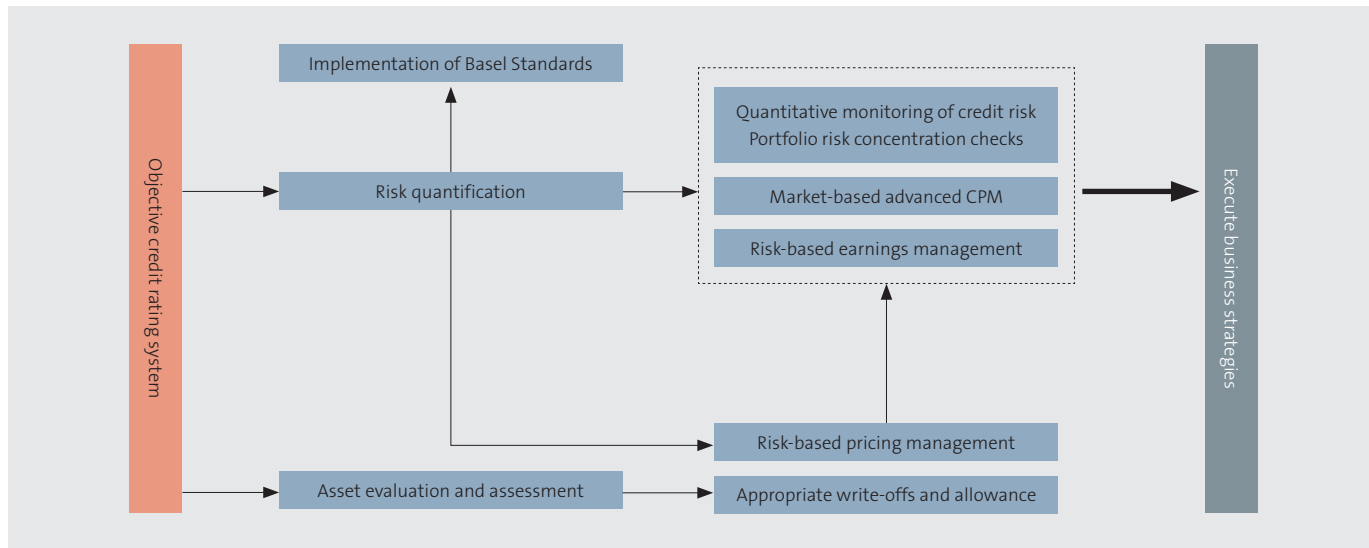 Objective credit rating system
Implementation of Basel Standards
Risk quantification
Quantitative monitoring of credit risk
Portfolio risk concentration checks
Market-based advanced CPM
Risk-based earnings management
Risk-based pricing management
Asset evaluation and assessment
Appropriate write-offs and allowance
Execute business strategies